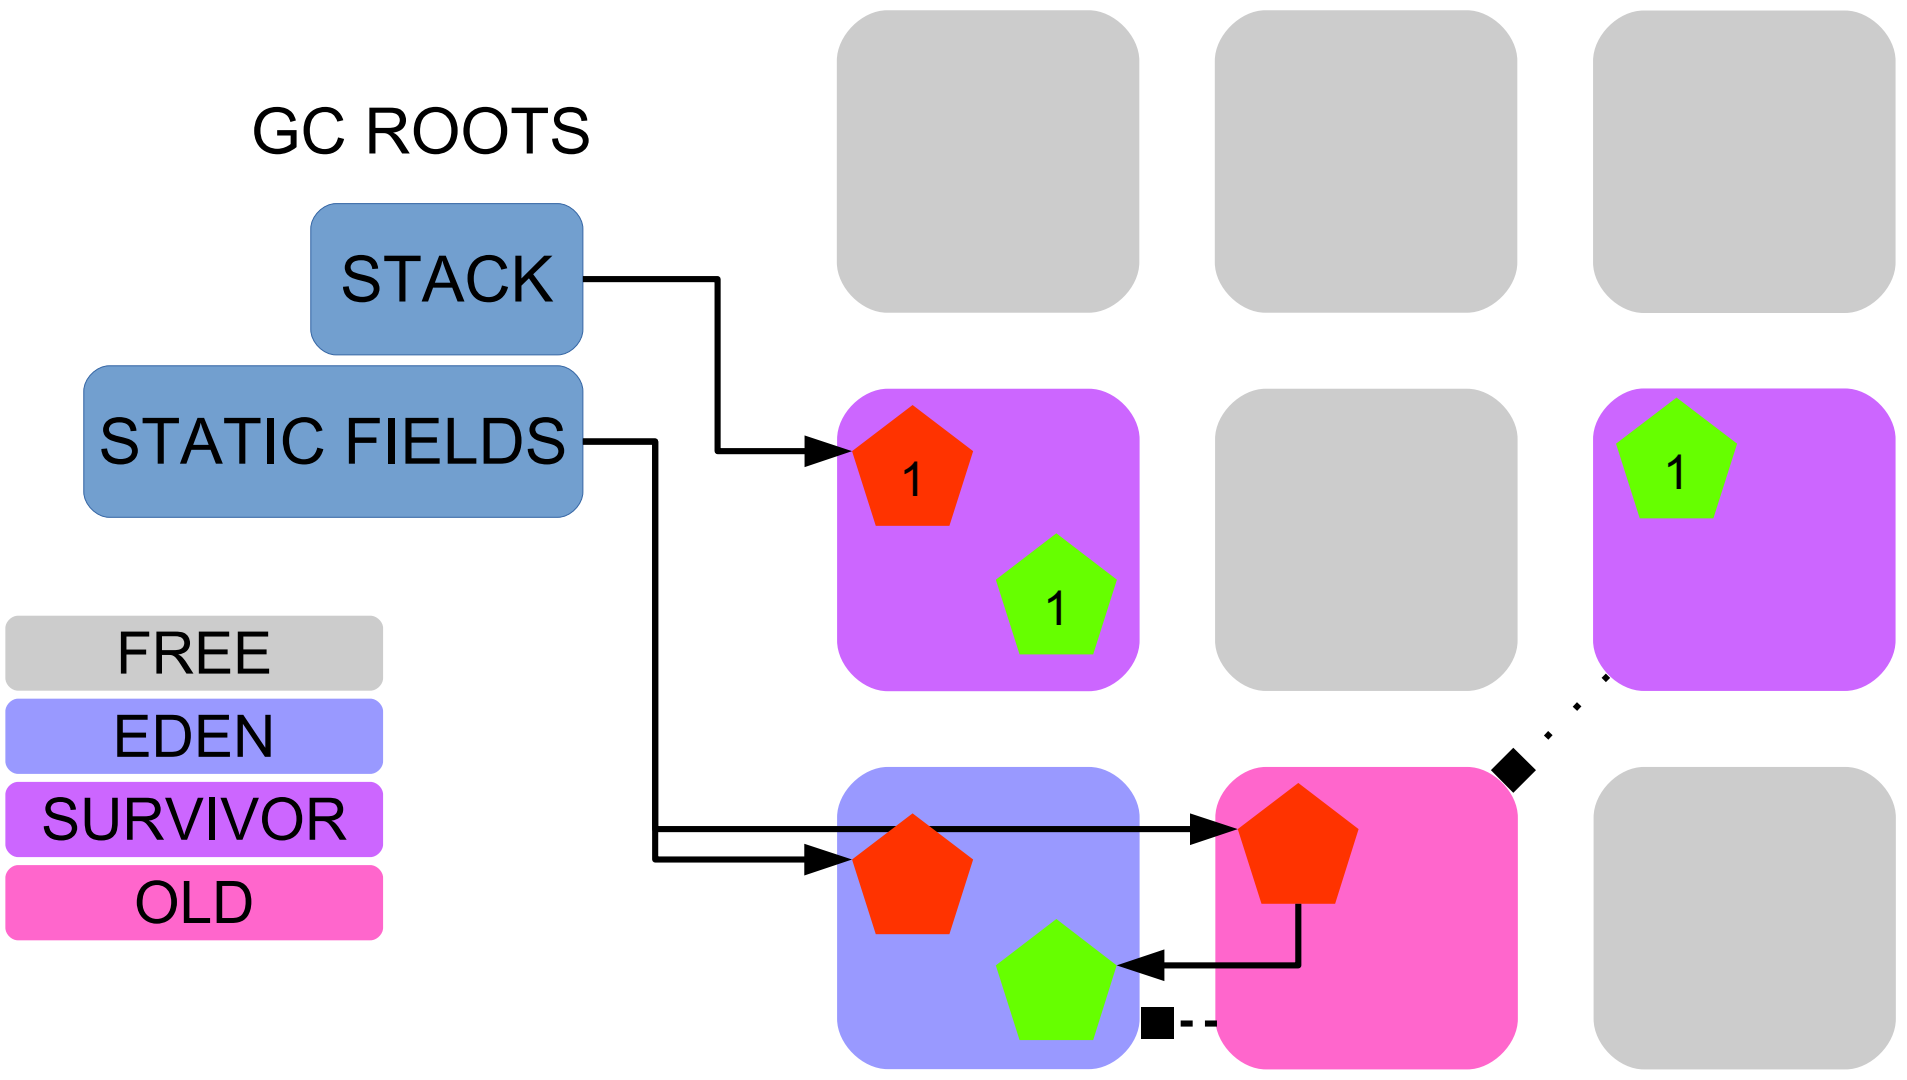 GC ROOTS
STACK
STATIC FIELDS
1
1
1
FREE
EDEN
SURVIVOR
OLD